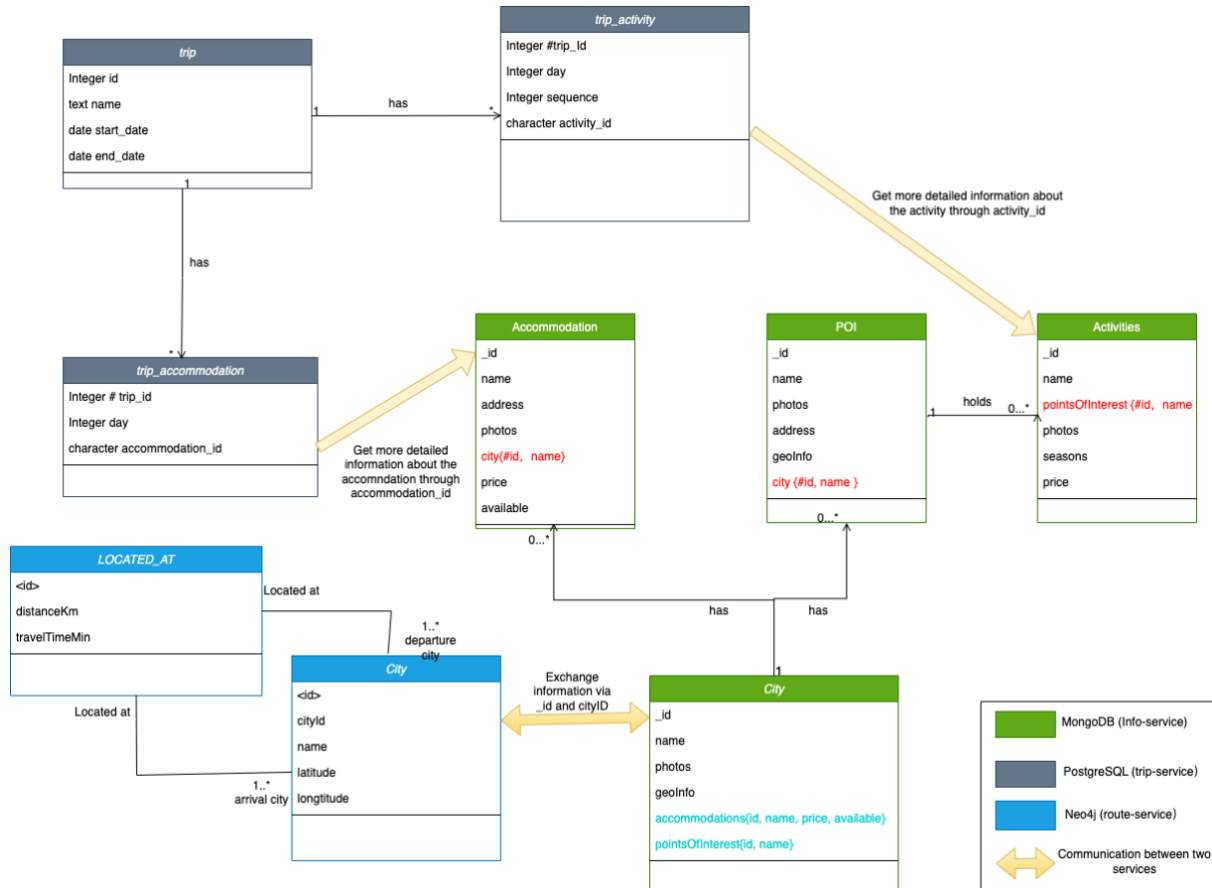 trip
Integer id
text name
date start_date
date end_date
1
has
1
*
trip_activity
Integer #trip_Id
Integer day
Integer sequence
character activity_id
Get more detailed information about
the activity through activity_id
has
*
trip_accommodation
Integer # trip_id
Integer day
character accommodation_id
Get more detailed
information about the
accomndation through
accommodation_id
Accommodation
_id
name
address
photos
city{#id, name}
price
available
0...*
POI
_id
name
photos
address
geoInfo
city {#id, name }
0...*
1
holds
0...*
Activities
_id
name
pointsOfInterest {#id, name
photos
seasons
price
has
has
1
LOCATED_AT
<id>
distanceKm
travelTimeMin
Located at
1..*
departure
city
Located at
1..*
arrival city
City
<id>
cityId
name
latitude
longtitude
Exchange
information via
_id and cityID
City
_id
name
photos
geoInfo
accommodations{id, name, price, available}
pointsOfInterest{id, name}
MongoDB (Info-service)
PostgreSQL (trip-service)
Neo4j (route-service)
Communication between two
services